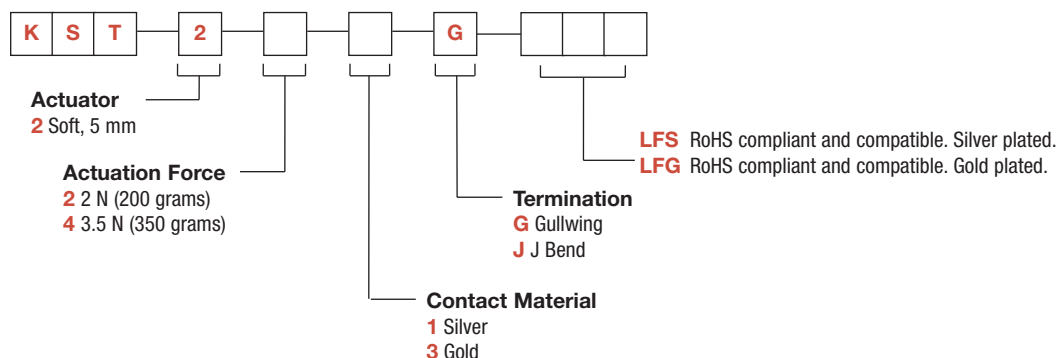 K S T 2 G
Actuator
2 Soft, 5 mm
LFS RoHS compliant and compatible. Silver plated.
LFG RoHS compliant and compatible. Gold plated.
Actuation Force
2 2 N (200 grams)
4 3.5 N (350 grams)
Termination
G Gullwing
J J Bend
Contact Material
1 Silver
3 Gold